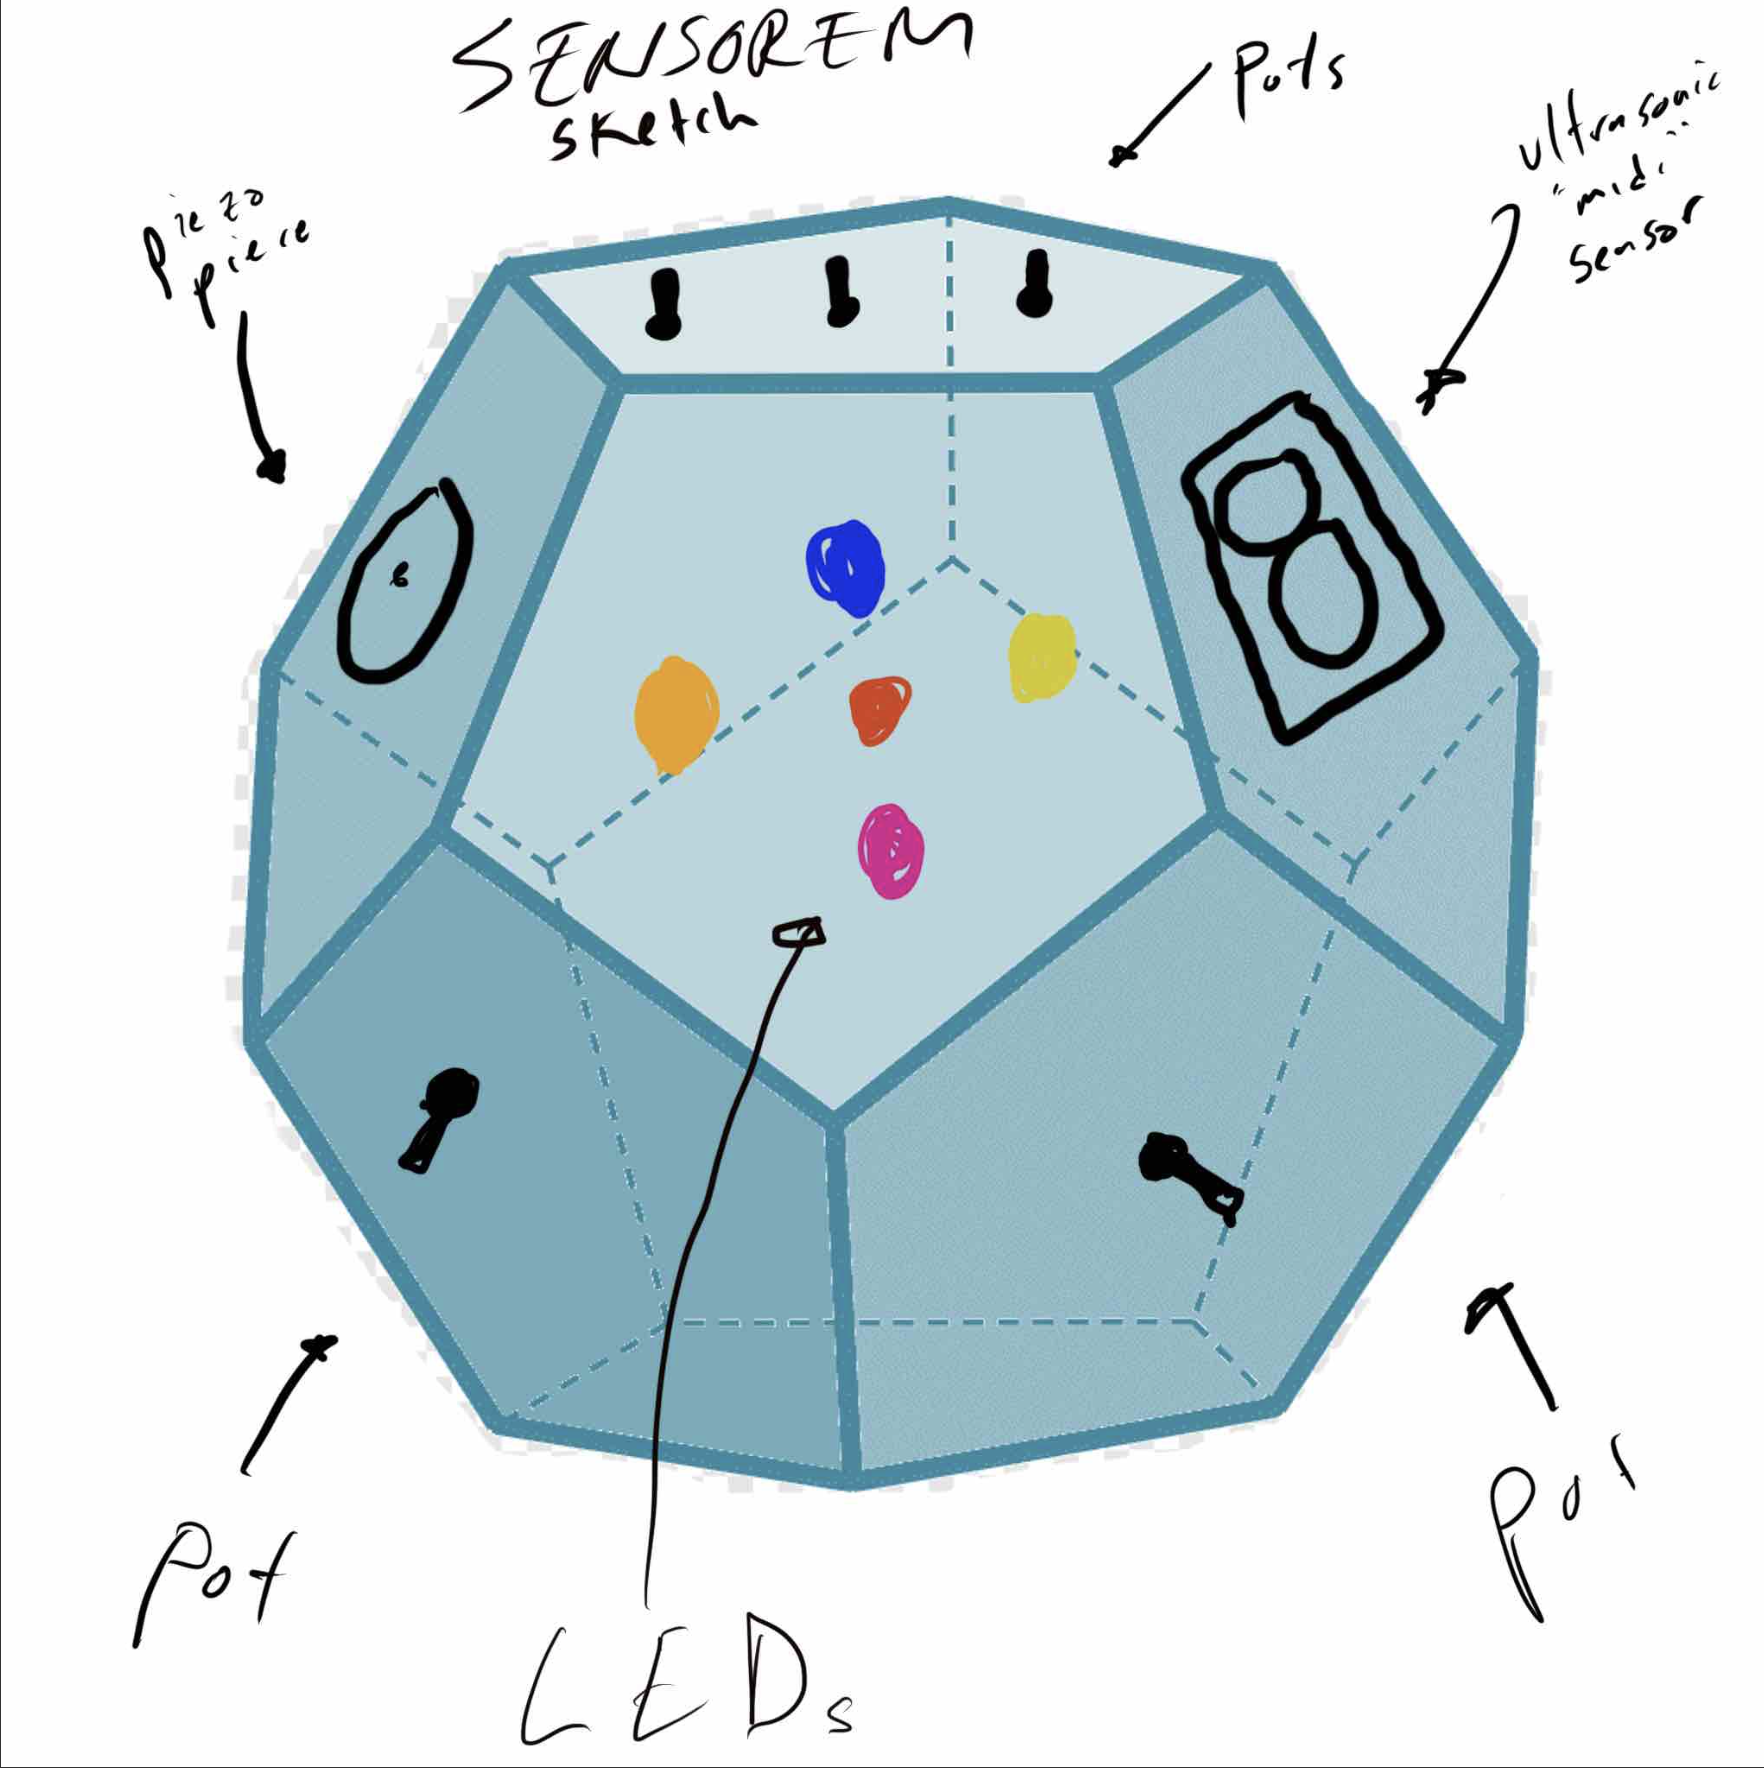 SENSOREM
sketch
Pots
ultrasonic
"midi"
sensor
Piezo
piece
Pot
Pot
LEDs